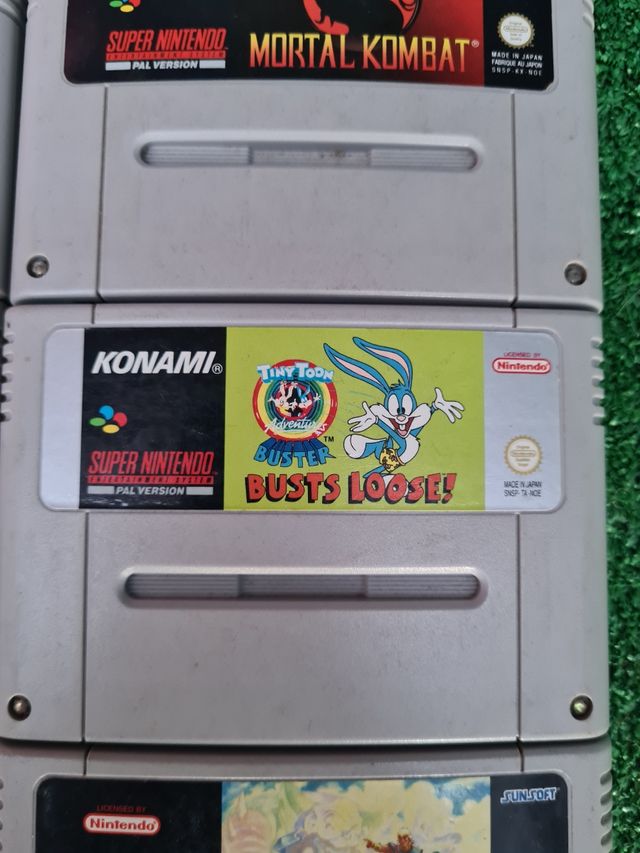 SUPER NINTENDO
ENTERTAINMENT SYSTEM
PAL VERSION
MORTAL KOMBAT®
MADE IN JAPAN
FABRIQUE AU JAPON
SNSP-KX-NOE
KONAMI®
SUPER NINTENDO
ENTERTAINMENT SYSTEM
PAL VERSION
TINY TOON
Adventures
BUSTER
™
BUSTS LOOSE!
LICENSED BY
Nintendo
MADE IN JAPAN
SNSP-TA-NOE
LICENSED BY
Nintendo
SUNSOFT